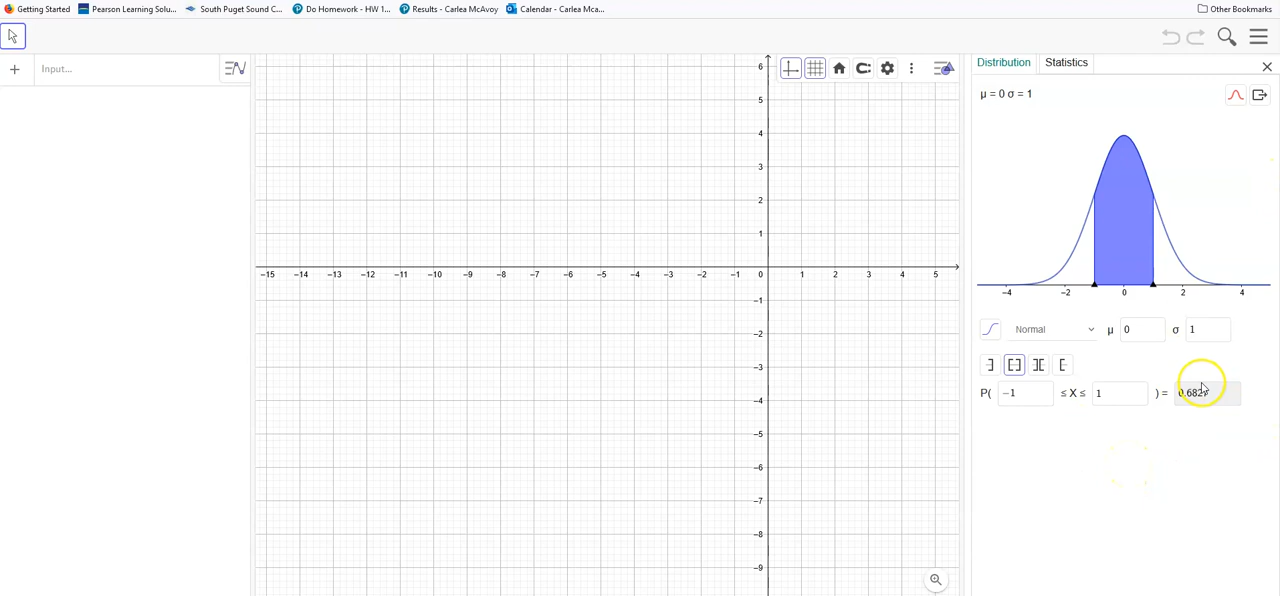 Getting Started Pearson Learning Solu... South Puget Sound C... Do Homework - HW 1... Results - Carlea McAvoy Calendar - Carlea Mca... Other Bookmarks
Input...
Distribution Statistics
μ = 0 σ = 1
6
5
4
3
2
1
−15 −14 −13 −12 −11 −10 −9 −8 −7 −6 −5 −4 −3 −2 −1 0 1 2 3 4 5
−1
−2
−3
−4
−5
−6
−7
−8
−9
−4 −2 0 2 4
Normal μ 0 σ 1
P( −1 ≤ X ≤ 1 ) = 0.6827